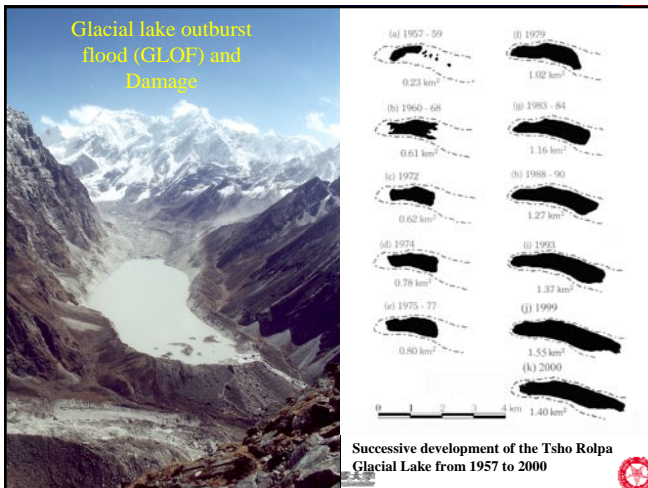 Glacial lake outburst
flood (GLOF) and
Damage
(a) 1957 - 59
0.23 km²
(b) 1960 - 68
0.61 km²
(c) 1972
0.62 km²
(d) 1974
0.78 km²
(e) 1975 - 77
0.80 km²
(f) 1979
1.02 km²
(g) 1983 - 84
1.16 km²
(h) 1988 - 90
1.27 km²
(i) 1993
1.37 km²
(j) 1999
1.55 km²
(k) 2000
1.40 km²
0 1 2 3 4 km
Successive development of the Tsho Rolpa
Glacial Lake from 1957 to 2000